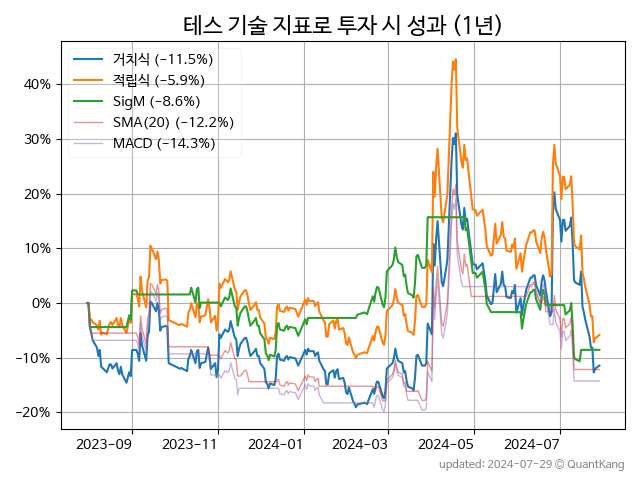 테스 기술 지표로 투자 시 성과 (1년)
거치식 (−11.5%)
적립식 (−5.9%)
SigM (−8.6%)
SMA(20) (−12.2%)
MACD (−14.3%)
40%
30%
20%
10%
0%
−10%
−20%
2023-09 2023-11 2024-01 2024-03 2024-05 2024-07
updated: 2024-07-29 © QuantKang